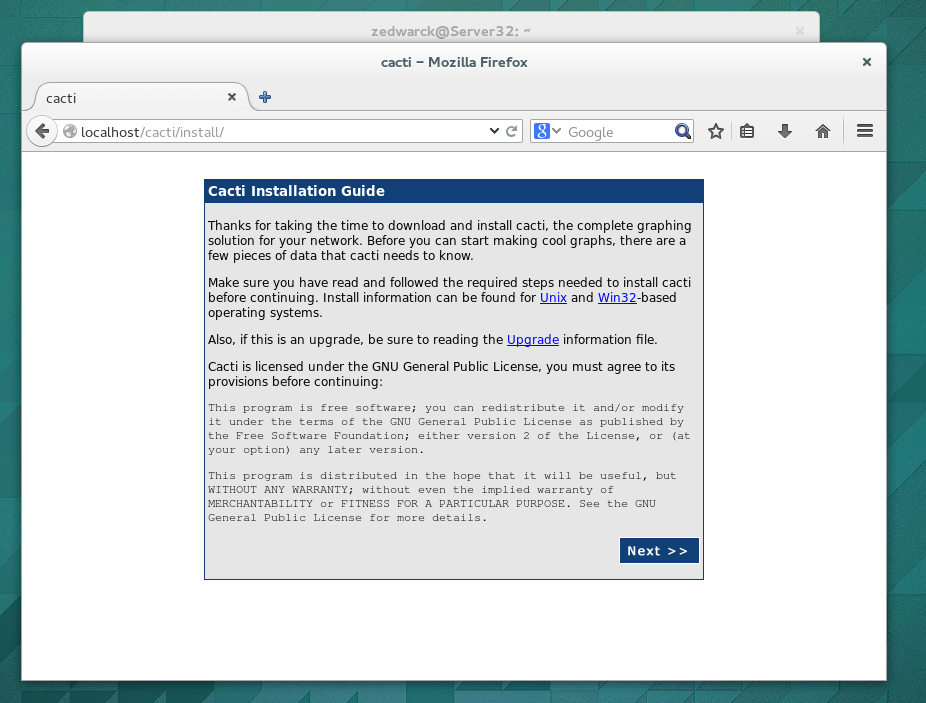 zedwarck@Server32: ~
cacti - Mozilla Firefox
cacti
localhost/cacti/install/
8 Google
Cacti Installation Guide
Thanks for taking the time to download and install cacti, the complete graphing
solution for your network. Before you can start making cool graphs, there are a
few pieces of data that cacti needs to know.
Make sure you have read and followed the required steps needed to install cacti
before continuing. Install information can be found for Unix and Win32-based
operating systems.
Also, if this is an upgrade, be sure to reading the Upgrade information file.
Cacti is licensed under the GNU General Public License, you must agree to its
provisions before continuing:
This program is free software; you can redistribute it and/or modify
it under the terms of the GNU General Public License as published by
the Free Software Foundation; either version 2 of the License, or (at
your option) any later version.
This program is distributed in the hope that it will be useful, but
WITHOUT ANY WARRANTY; without even the implied warranty of
MERCHANTABILITY or FITNESS FOR A PARTICULAR PURPOSE. See the GNU
General Public License for more details.
Next >>